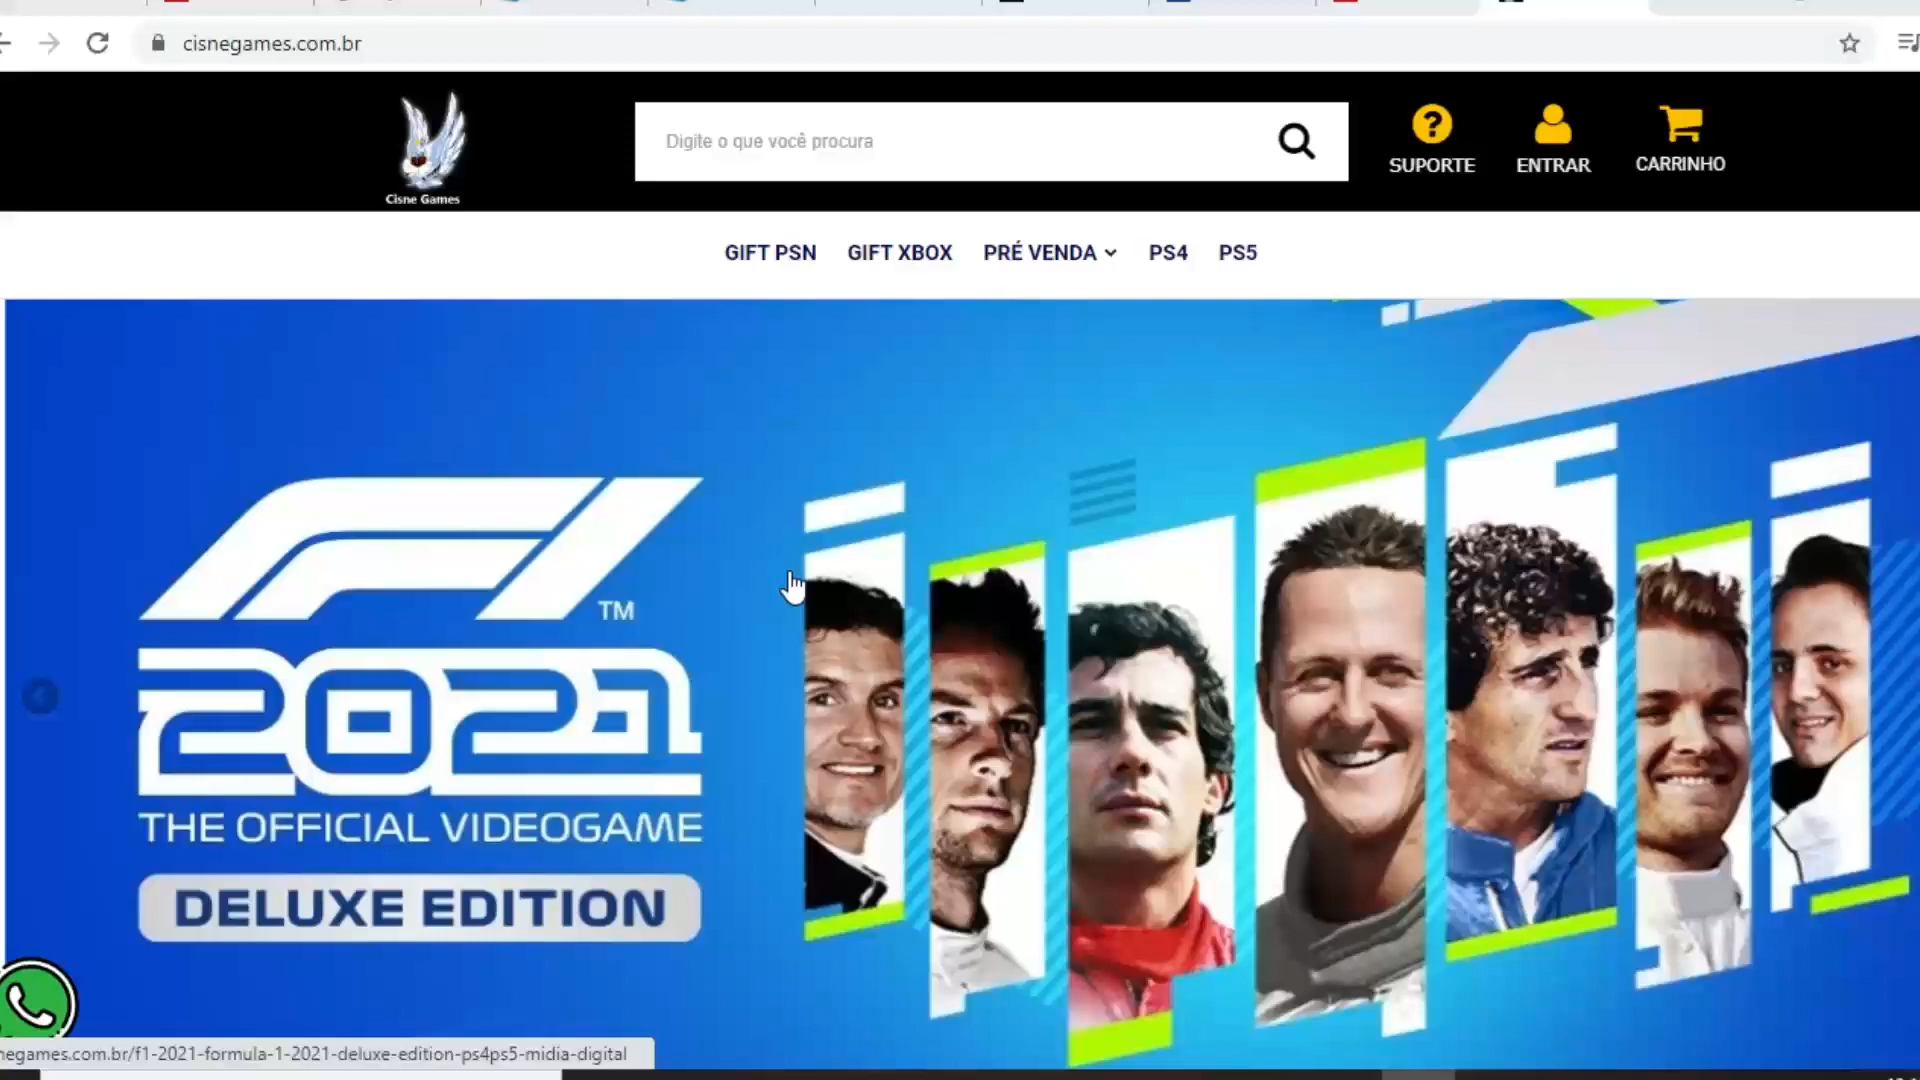 cisnegames.com.br
Cisne Games
Digite o que você procura
SUPORTE
ENTRAR
CARRINHO
GIFT PSN GIFT XBOX PRÉ VENDA PS4 PS5
F1
TM
2021
THE OFFICIAL VIDEOGAME
DELUXE EDITION
negames.com.br/f1-2021-formula-1-2021-deluxe-edition-ps4ps5-midia-digital